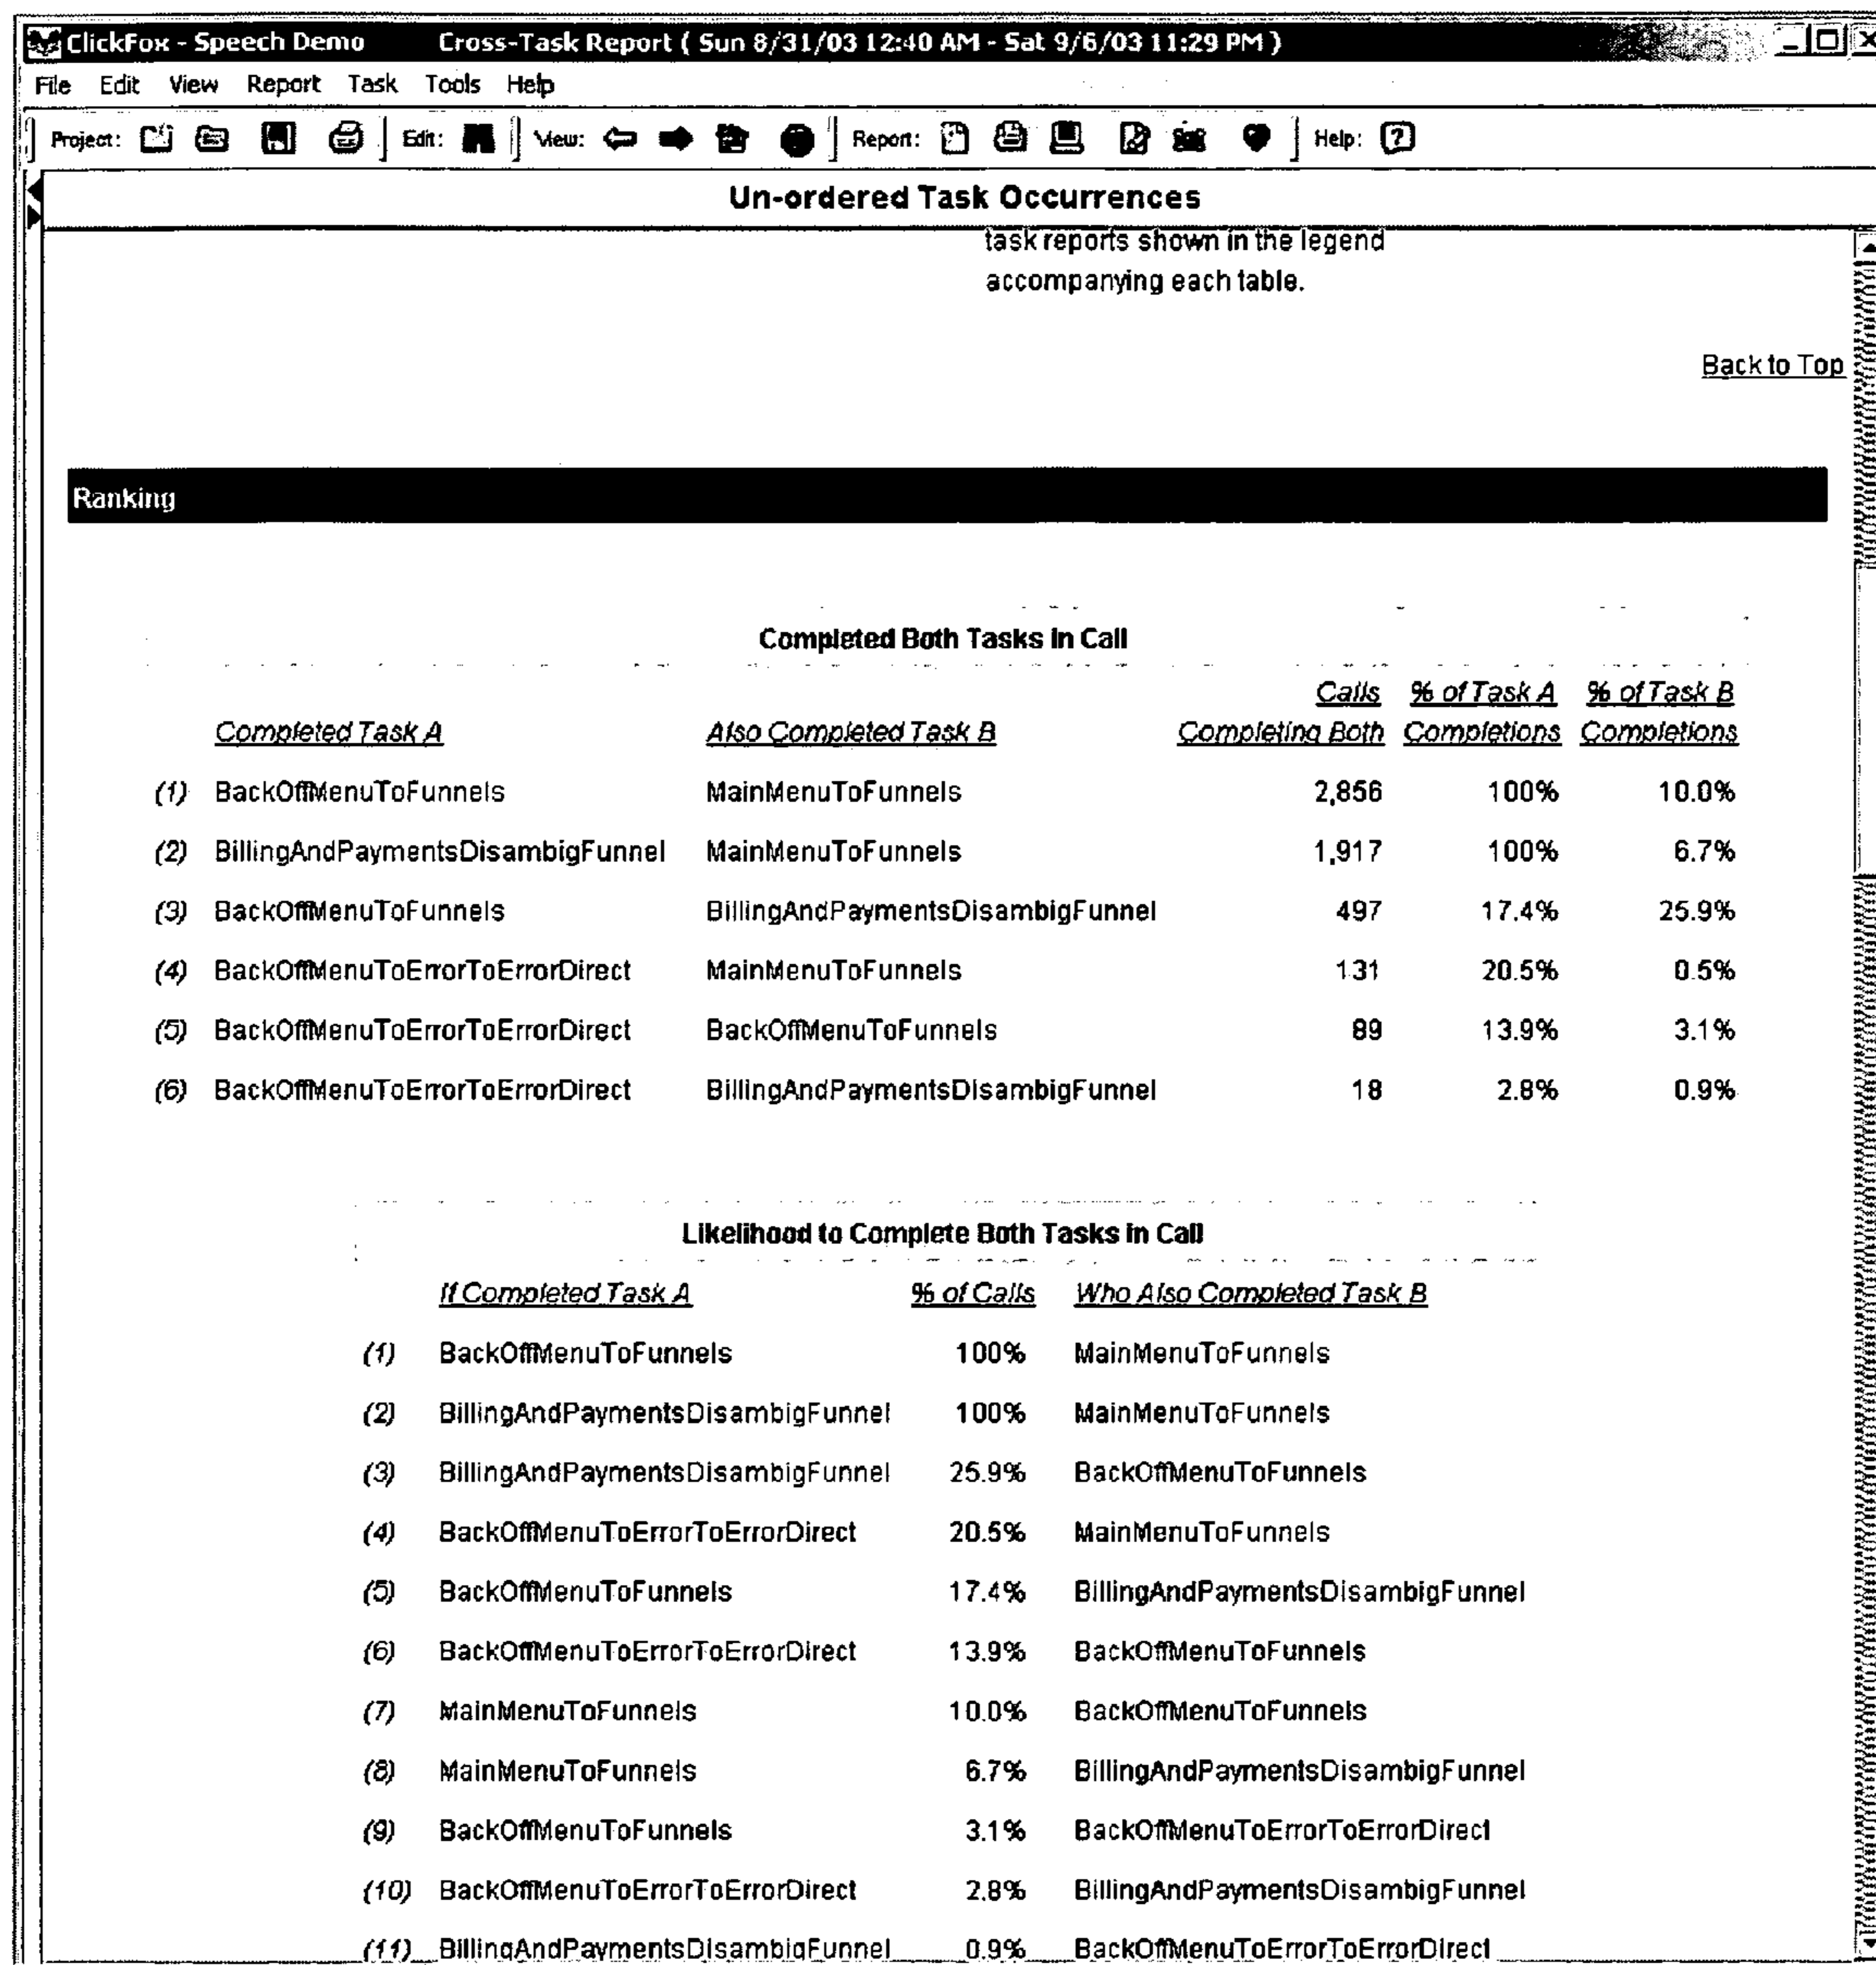 ClickFox - Speech Demo Cross-Task Report ( Sun 8/31/03 12:40 AM - Sat 9/6/03 11:29 PM )
File Edit View Report Task Tools Help
Project: Edit: View: Report: Help: ?
Un-ordered Task Occurrences
task reports shown in the legend
accompanying each table.
Back to Top
Ranking
Completed Both Tasks in Call
Calls % of Task A % of Task B
Completed Task A Also Completed Task B Completing Both Completions Completions
(1) BackOffMenuToFunnels MainMenuToFunnels 2,856 100% 10.0%
(2) BillingAndPaymentsDisambigFunnel MainMenuToFunnels 1,917 100% 6.7%
(3) BackOffMenuToFunnels BillingAndPaymentsDisambigFunnel 497 17.4% 25.9%
(4) BackOffMenuToErrorToErrorDirect MainMenuToFunnels 131 20.5% 0.5%
(5) BackOffMenuToErrorToErrorDirect BackOffMenuToFunnels 89 13.9% 3.1%
(6) BackOffMenuToErrorToErrorDirect BillingAndPaymentsDisambigFunnel 18 2.8% 0.9%
Likelihood to Complete Both Tasks in Call
If Completed Task A % of Calls Who Also Completed Task B
(1) BackOffMenuToFunnels 100% MainMenuToFunnels
(2) BillingAndPaymentsDisambigFunnel 100% MainMenuToFunnels
(3) BillingAndPaymentsDisambigFunnel 25.9% BackOffMenuToFunnels
(4) BackOffMenuToErrorToErrorDirect 20.5% MainMenuToFunnels
(5) BackOffMenuToFunnels 17.4% BillingAndPaymentsDisambigFunnel
(6) BackOffMenuToErrorToErrorDirect 13.9% BackOffMenuToFunnels
(7) MainMenuToFunnels 10.0% BackOffMenuToFunnels
(8) MainMenuToFunnels 6.7% BillingAndPaymentsDisambigFunnel
(9) BackOffMenuToFunnels 3.1% BackOffMenuToErrorToErrorDirect
(10) BackOffMenuToErrorToErrorDirect 2.8% BillingAndPaymentsDisambigFunnel
(11) BillingAndPaymentsDisambigFunnel 0.9% BackOffMenuToErrorToErrorDirect